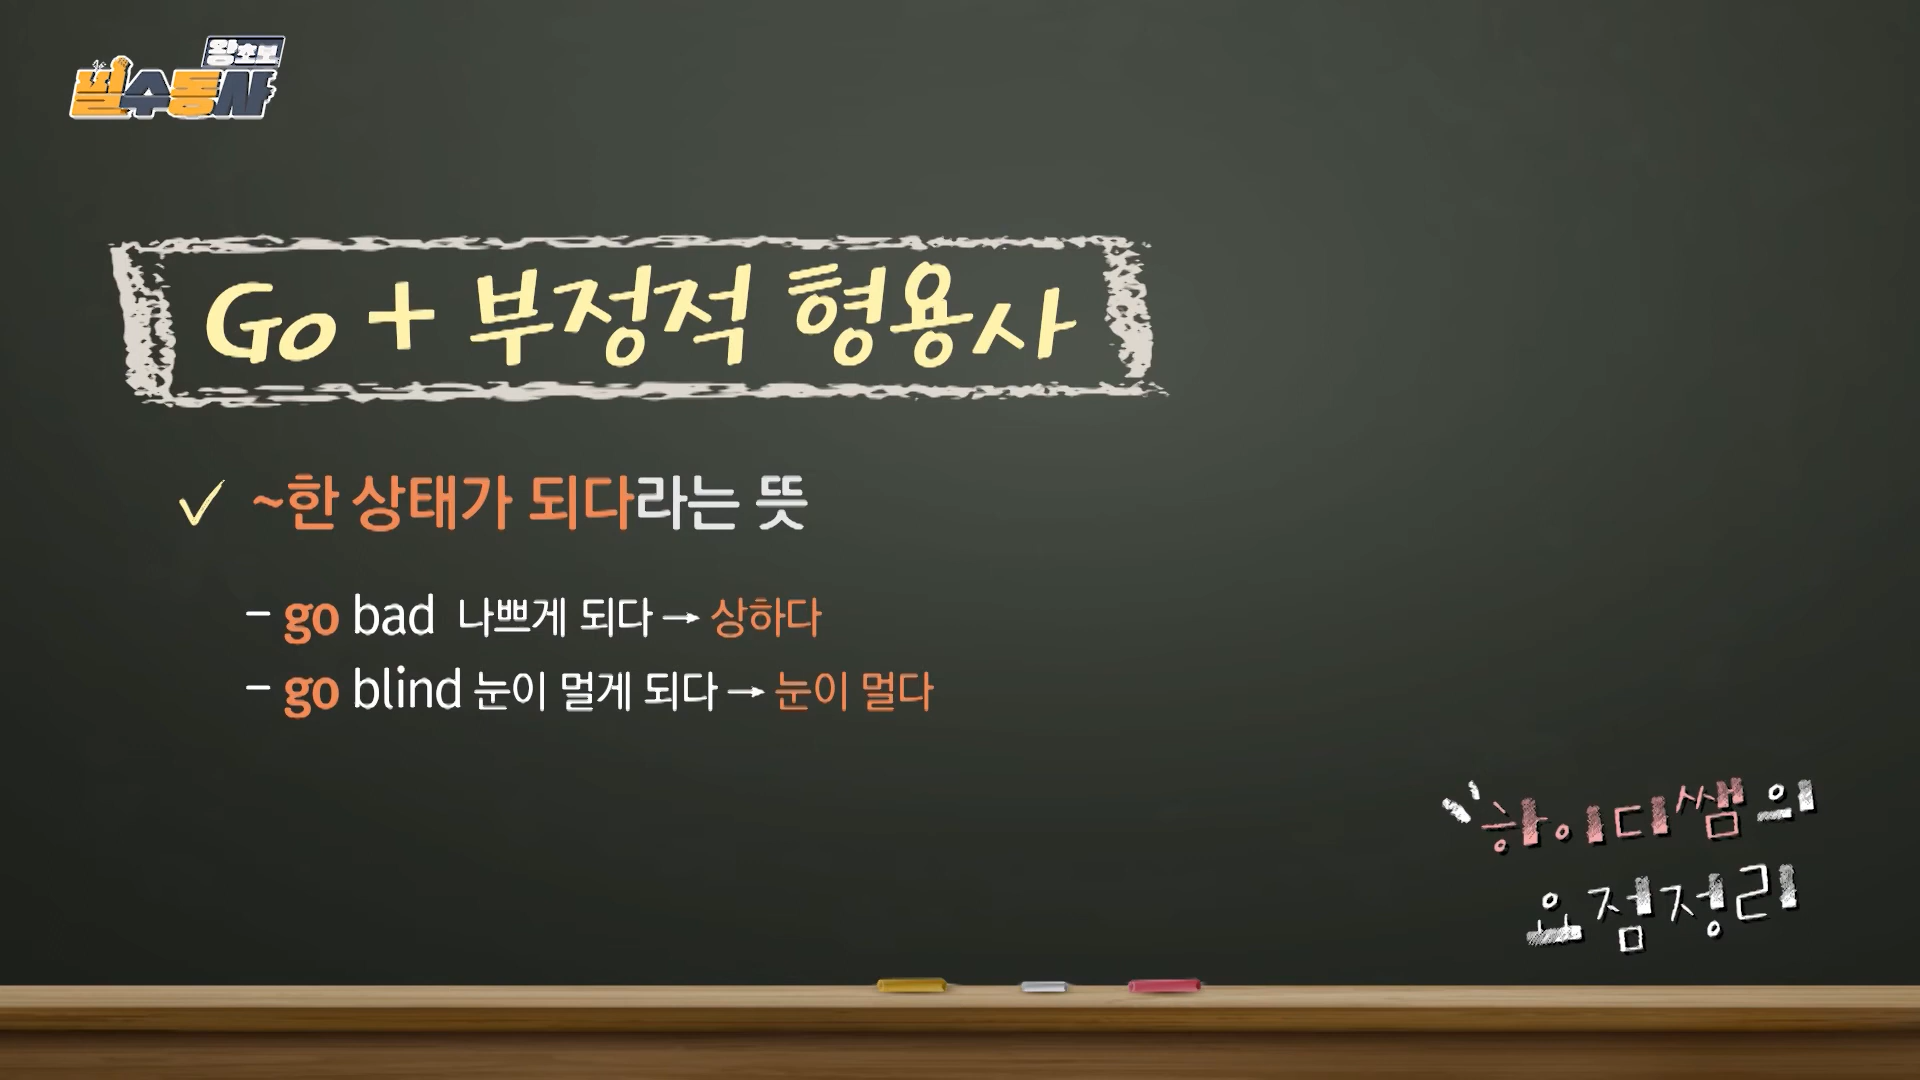 왕초보
필수동사
Go + 부정적 형용사
✓ ~한 상태가 되다라는 뜻
– go bad 나쁘게 되다 → 상하다
– go blind 눈이 멀게 되다 → 눈이 멀다
하이디쌤의
요점정리